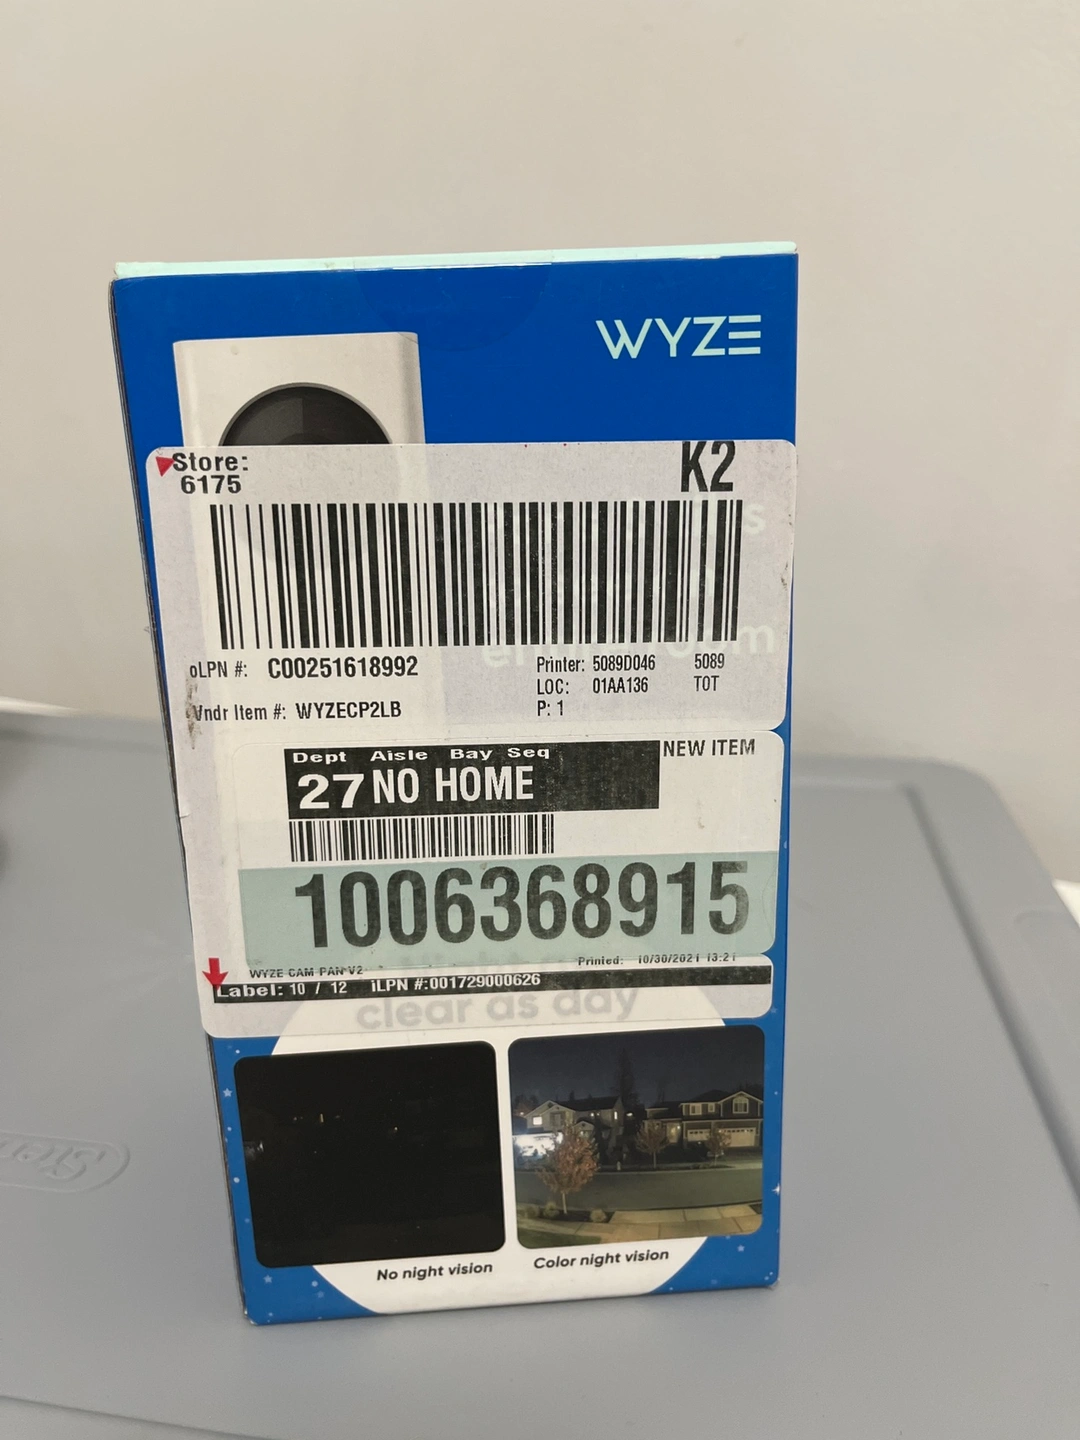 WYZE
Store:
6175
K2
oLPN #: C00251618992
Printer: 5089D046 5089
LOC: 01AA136 TOT
Vndr Item #: WYZECP2LB
P: 1
Dept Aisle Bay Seq
NEW ITEM
27 NO HOME
1006368915
WYZE CAM PAN V2
Printed: 10/30/2021 13:21
Label: 10 / 12 iLPN #:001729000626
clear as day
No night vision
Color night vision